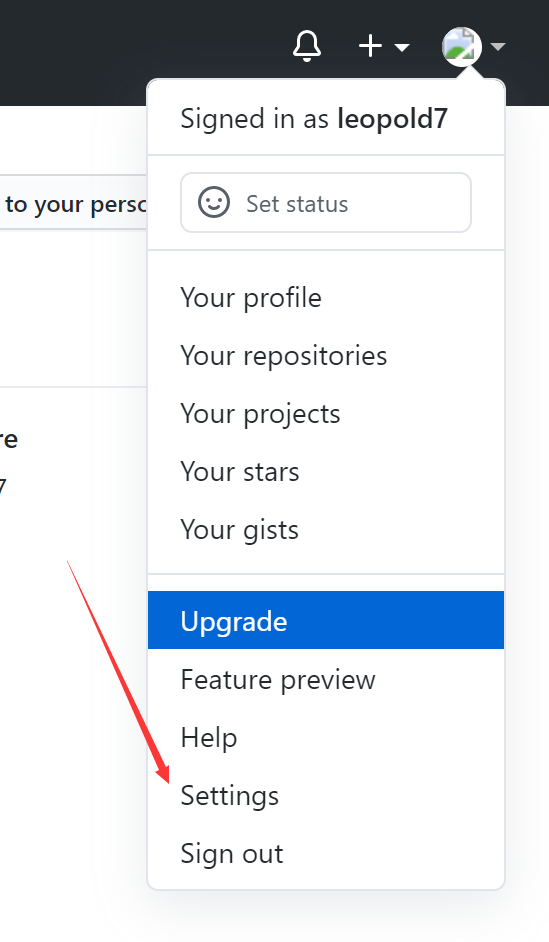 Signed in as leopold7
Set status
to your perso
Your profile
Your repositories
Your projects
re
Your stars
7
Your gists
Upgrade
Feature preview
Help
Settings
Sign out